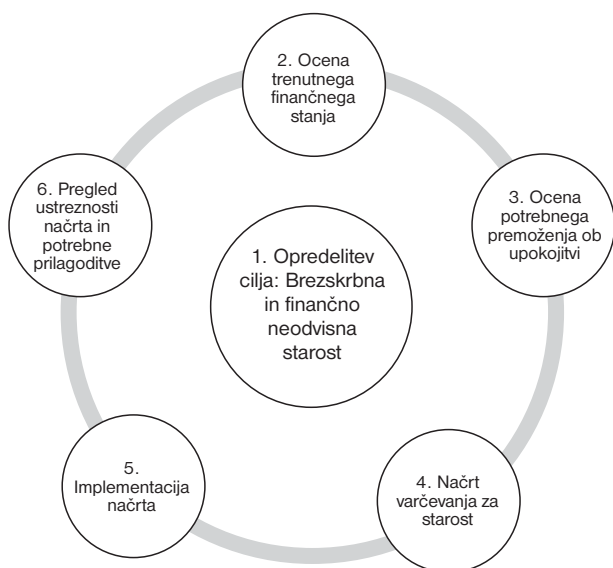 1. Opredelitev
cilja: Brezskrbna
in finančno
neodvisna
starost
2. Ocena
trenutnega
finančnega
stanja
3. Ocena
potrebnega
premoženja ob
upokojitvi
4. Načrt
varčevanja za
starost
5.
Implementacija
načrta
6. Pregled
ustreznosti
načrta in
potrebne
prilagoditve